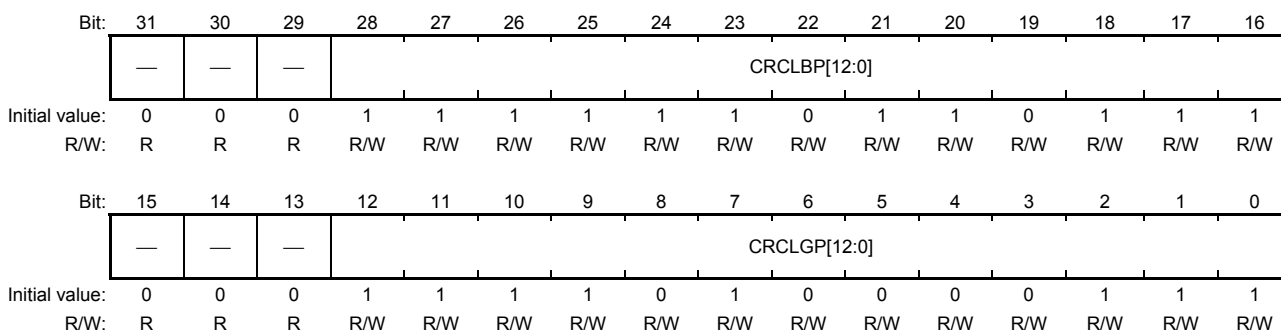 Bit: 31 30 29 28 27 26 25 24 23 22 21 20 19 18 17 16
— — — CRCLBP[12:0]
Initial value: 0 0 0 1 1 1 1 1 1 0 1 1 0 1 1 1
R/W: R R R R/W R/W R/W R/W R/W R/W R/W R/W R/W R/W R/W R/W R/W
Bit: 15 14 13 12 11 10 9 8 7 6 5 4 3 2 1 0
— — — CRCLGP[12:0]
Initial value: 0 0 0 1 1 1 1 0 1 0 0 0 0 1 1 1
R/W: R R R R/W R/W R/W R/W R/W R/W R/W R/W R/W R/W R/W R/W R/W